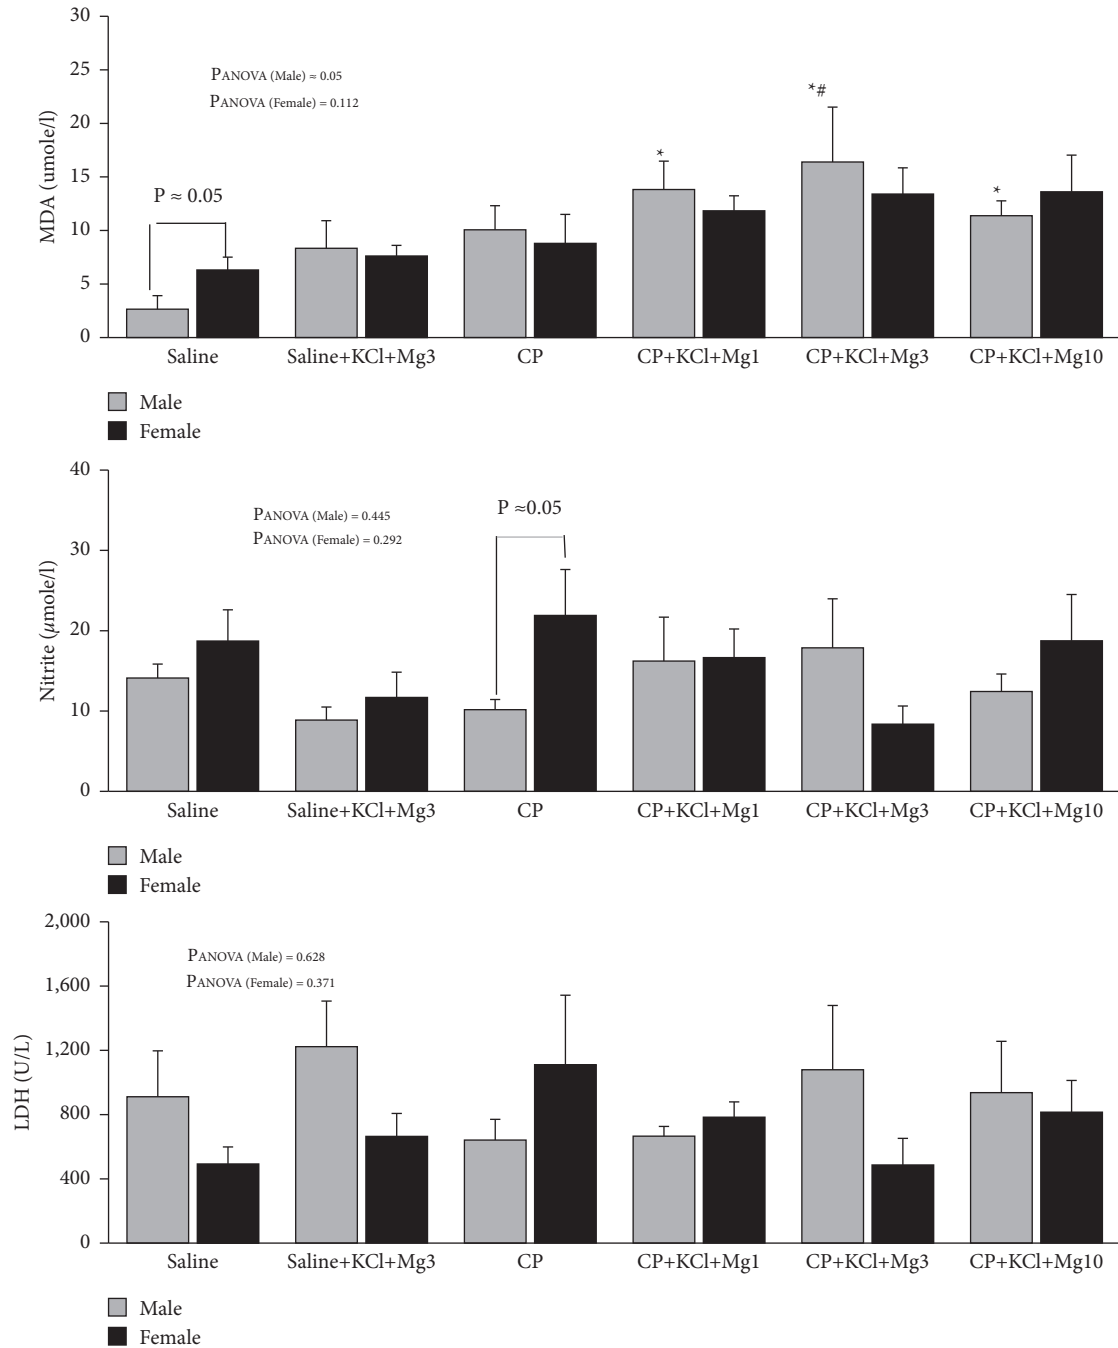 30
25
20
15
10
5
0
MDA (umole/l)
PANOVA (Male) ≈ 0.05
PANOVA (Female) = 0.112
P ≈ 0.05
*
*#
*
Saline Saline+KCl+Mg3 CP CP+KCl+Mg1 CP+KCl+Mg3 CP+KCl+Mg10
Male
Female
40
30
20
10
0
Nitrite (μmole/l)
PANOVA (Male) = 0.445
PANOVA (Female) = 0.292
P ≈0.05
Saline Saline+KCl+Mg3 CP CP+KCl+Mg1 CP+KCl+Mg3 CP+KCl+Mg10
Male
Female
2,000
1,600
1,200
800
400
0
LDH (U/L)
PANOVA (Male) = 0.628
PANOVA (Female) = 0.371
Saline Saline+KCl+Mg3 CP CP+KCl+Mg1 CP+KCl+Mg3 CP+KCl+Mg10
Male
Female